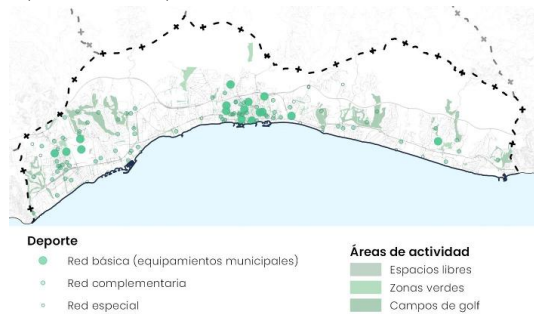 Deporte
Red básica (equipamientos municipales)
Red complementaria
Red especial
Áreas de actividad
Espacios libres
Zonas verdes
Campos de golf